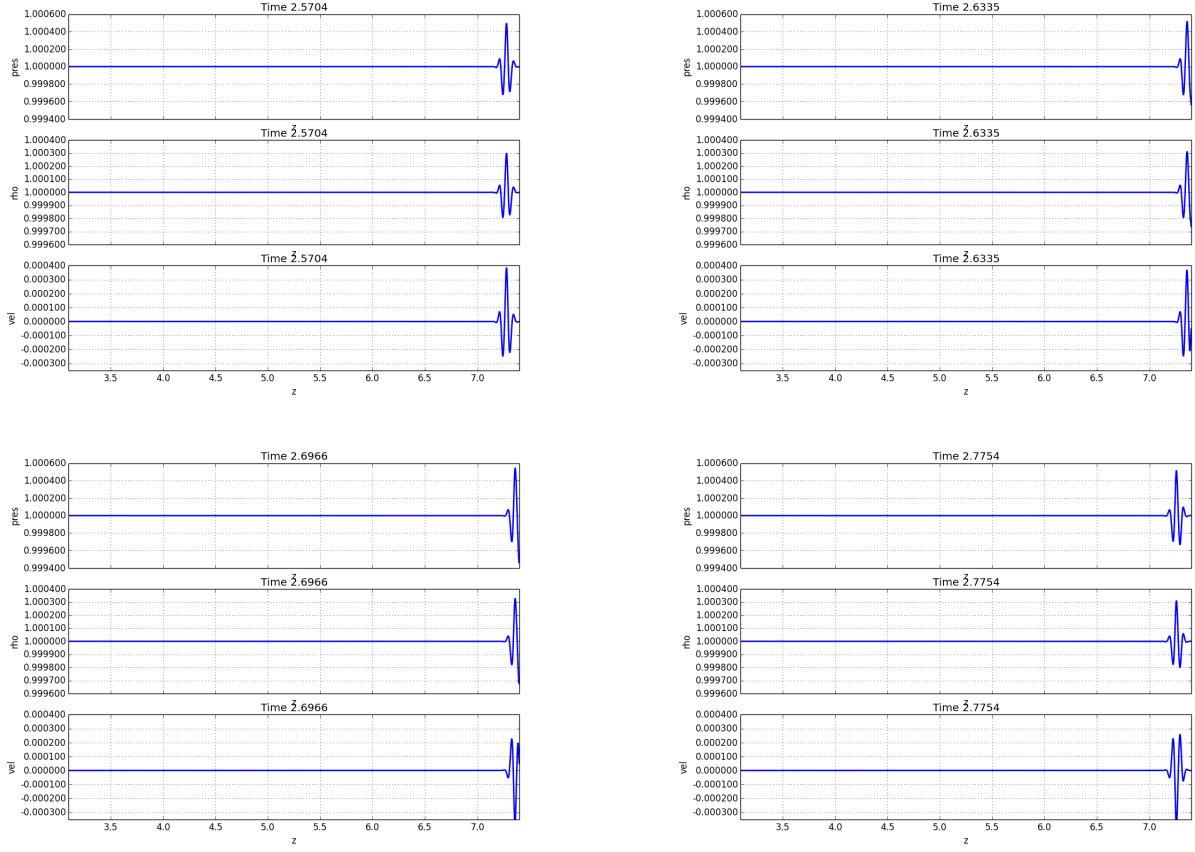 Time 2.5704
1.000600
1.000400
1.000200
1.000000
0.999800
0.999600
0.999400
pres
z
Time 2.5704
1.000400
1.000300
1.000200
1.000100
1.000000
0.999900
0.999800
0.999700
0.999600
rho
z
Time 2.5704
0.000400
0.000300
0.000200
0.000100
0.000000
-0.000100
-0.000200
-0.000300
vel
3.5 4.0 4.5 5.0 5.5 6.0 6.5 7.0
z
Time 2.6335
1.000600
1.000400
1.000200
1.000000
0.999800
0.999600
0.999400
pres
z
Time 2.6335
1.000400
1.000300
1.000200
1.000100
1.000000
0.999900
0.999800
0.999700
0.999600
rho
z
Time 2.6335
0.000400
0.000300
0.000200
0.000100
0.000000
-0.000100
-0.000200
-0.000300
vel
3.5 4.0 4.5 5.0 5.5 6.0 6.5 7.0
z
Time 2.6966
1.000600
1.000400
1.000200
1.000000
0.999800
0.999600
0.999400
pres
z
Time 2.6966
1.000400
1.000300
1.000200
1.000100
1.000000
0.999900
0.999800
0.999700
0.999600
rho
z
Time 2.6966
0.000400
0.000300
0.000200
0.000100
0.000000
-0.000100
-0.000200
-0.000300
vel
3.5 4.0 4.5 5.0 5.5 6.0 6.5 7.0
z
Time 2.7754
1.000600
1.000400
1.000200
1.000000
0.999800
0.999600
0.999400
pres
z
Time 2.7754
1.000400
1.000300
1.000200
1.000100
1.000000
0.999900
0.999800
0.999700
0.999600
rho
z
Time 2.7754
0.000400
0.000300
0.000200
0.000100
0.000000
-0.000100
-0.000200
-0.000300
vel
3.5 4.0 4.5 5.0 5.5 6.0 6.5 7.0
z